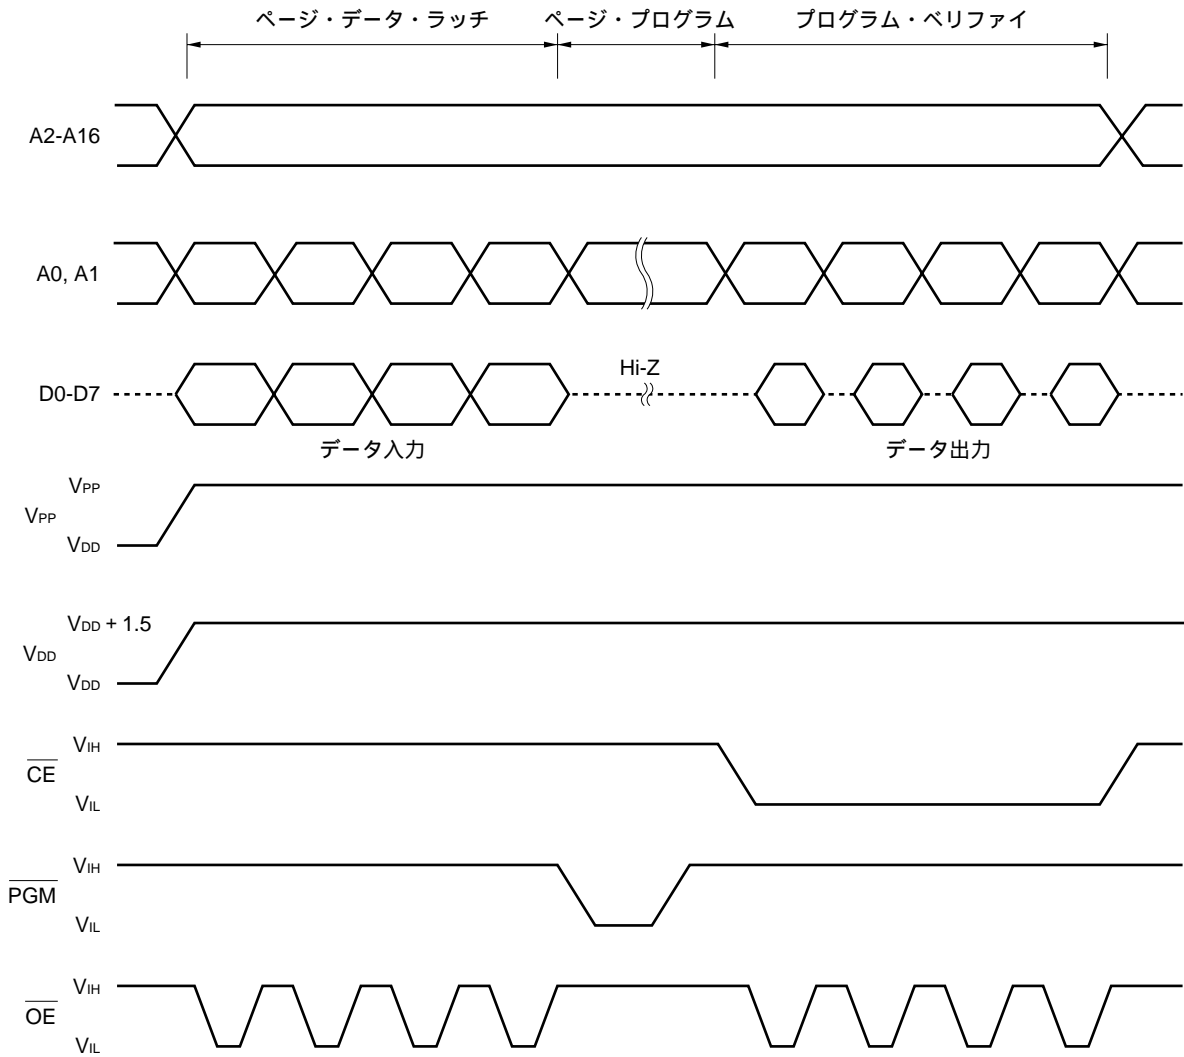 ページ・データ・ラッチ ページ・プログラム プログラム・ベリファイ
A2-A16
A0, A1
Hi-Z
D0-D7
データ入力 データ出力
VPP
VPP
VDD
VDD + 1.5
VDD
VDD
VIH
CE
VIL
VIH
PGM
VIL
VIH
OE
VIL